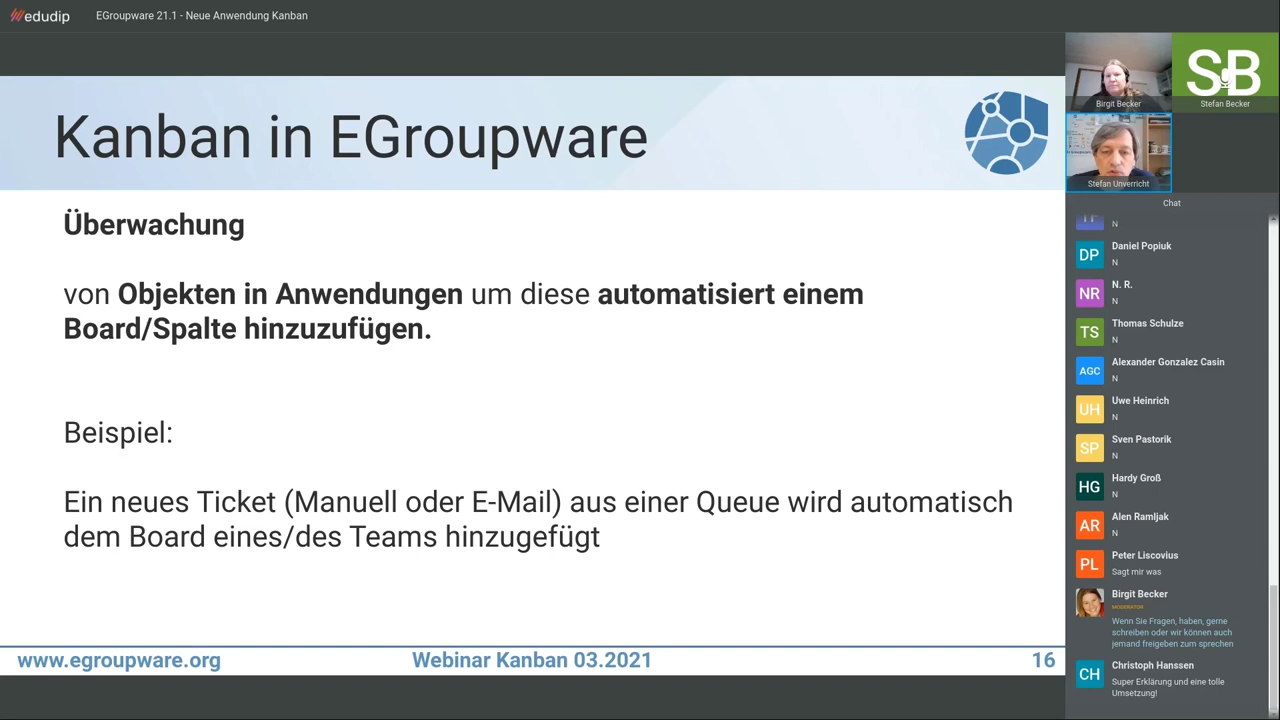 edudip
EGroupware 21.1 - Neue Anwendung Kanban
Kanban in EGroupware
Überwachung
von Objekten in Anwendungen um diese automatisiert einem
Board/Spalte hinzuzufügen.
Beispiel:
Ein neues Ticket (Manuell oder E-Mail) aus einer Queue wird automatisch
dem Board eines/des Teams hinzugefügt
www.egroupware.org
Webinar Kanban 03.2021
16
Birgit Becker
SB
Stefan Becker
Stefan Unverricht
Chat
N
DP
Daniel Popiuk
N
NR
N. R.
N
TS
Thomas Schulze
N
AGC
Alexander Gonzalez Casin
N
UH
Uwe Heinrich
N
SP
Sven Pastorik
N
HG
Hardy Groß
N
AR
Alen Ramljak
N
PL
Peter Liscovius
Sagt mir was
Birgit Becker
MODERATOR
Wenn Sie Fragen, haben, gerne
schreiben oder wir können auch
jemand freigeben zum sprechen
CH
Christoph Hanssen
Super Erklärung und eine tolle
Umsetzung!